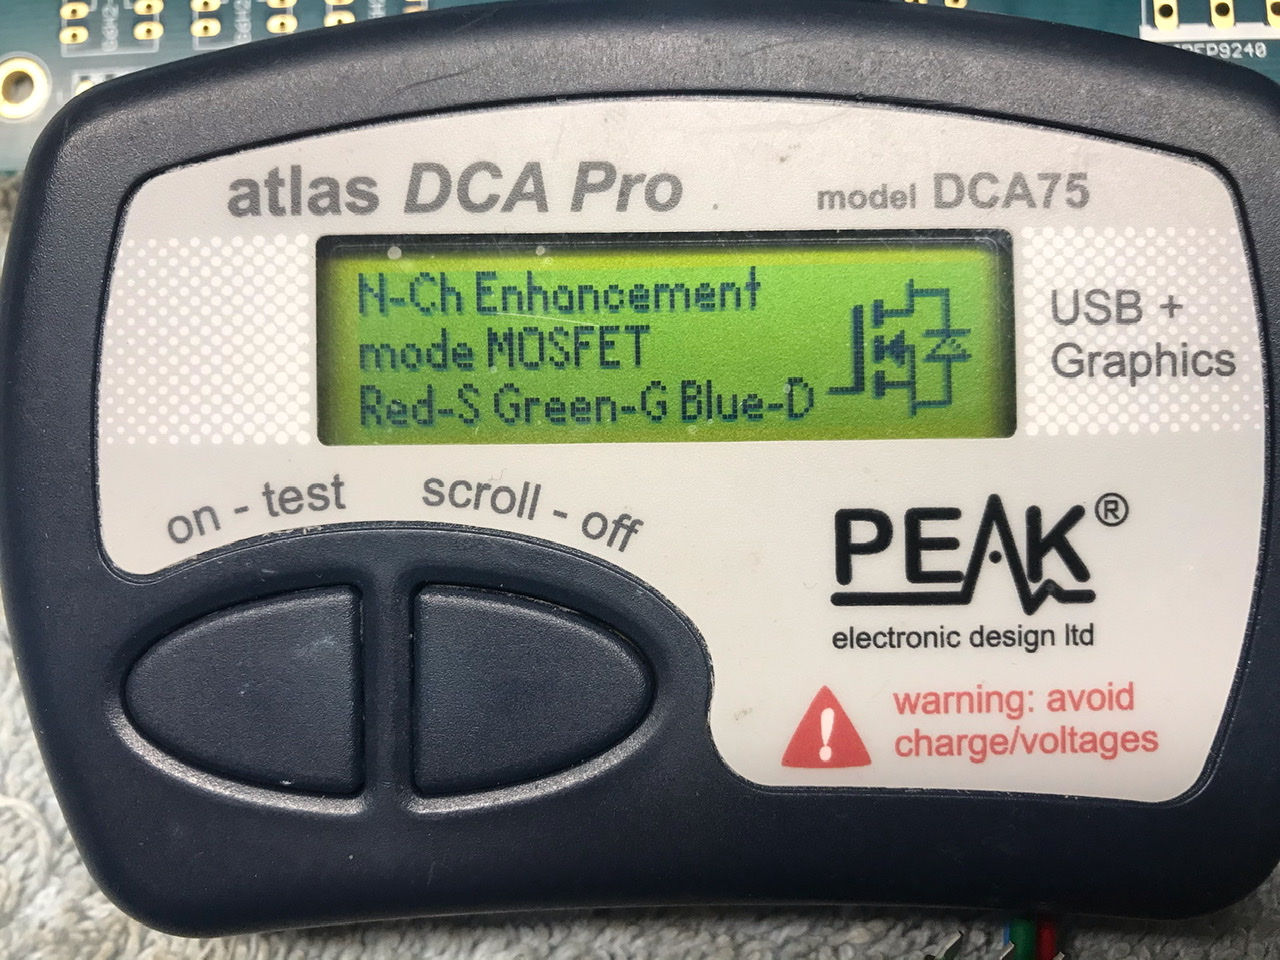 atlas DCA Pro model DCA75
N-Ch Enhancement
mode MOSFET
Red-S Green-G Blue-D
USB +
Graphics
on - test scroll - off
PEAK®
electronic design ltd
warning: avoid
charge/voltages